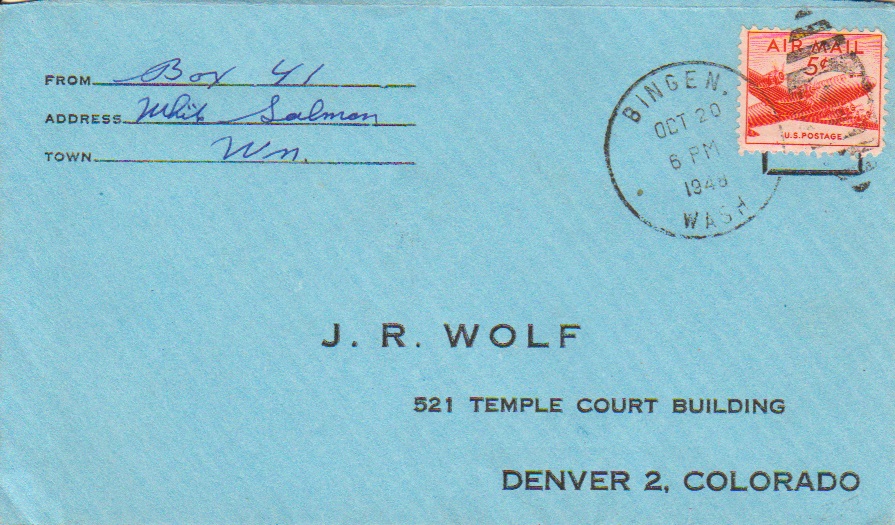 FROM Box 41
ADDRESS White Salmon
TOWN Wn.
AIR MAIL
5¢
U.S. POSTAGE
BINGEN,
OCT 20
6 PM
1948
WASH
J. R. WOLF
521 TEMPLE COURT BUILDING
DENVER 2, COLORADO